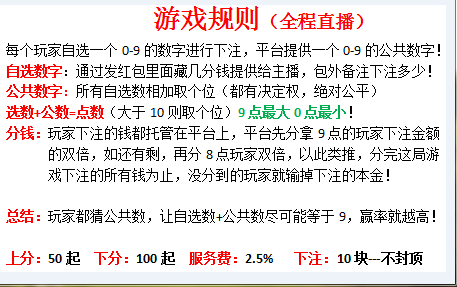 游戏规则（全程直播）
每个玩家自选一个 0-9 的数字进行下注，平台提供一个 0-9 的公共数字！
自选数字：通过发红包里面藏几分钱提供给主播，包外备注下注多少！
公共数字：所有自选数相加取个位（都有决定权，绝对公平）
选数+公数=点数（大于 10 则取个位）9 点最大 0 点最小！
分钱：玩家下注的钱都托管在平台上，平台先分拿 9 点的玩家下注金额
的双倍，如还有剩，再分 8 点玩家双倍，以此类推，分完这局游
戏下注的所有钱为止，没分到的玩家就输掉下注的本金！
总结：玩家都猜公共数，让自选数+公共数尽可能等于 9，赢率就越高！
上分：50 起 下分：100 起 服务费：2.5% 下注：10 块---不封顶